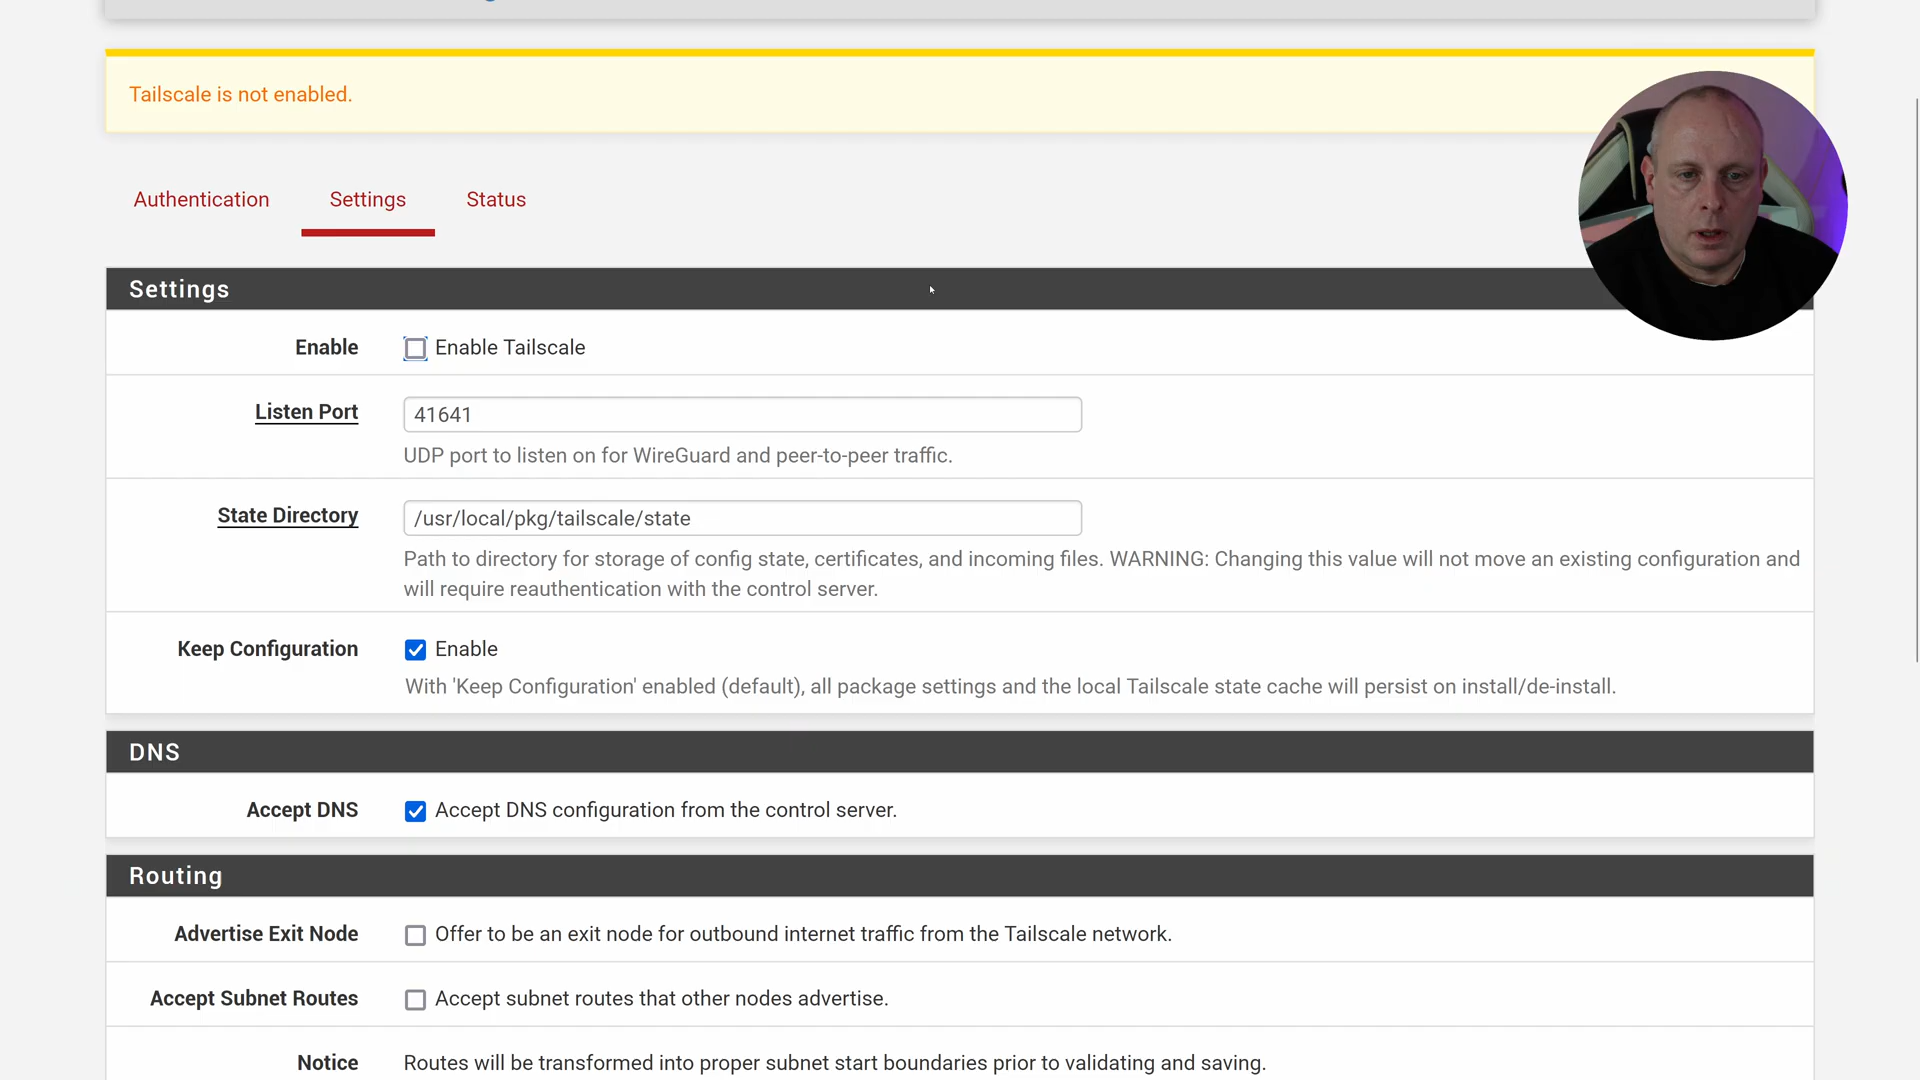 Tailscale is not enabled.
Authentication Settings Status
Settings
Enable Enable Tailscale
Listen Port 41641
UDP port to listen on for WireGuard and peer-to-peer traffic.
State Directory /usr/local/pkg/tailscale/state
Path to directory for storage of config state, certificates, and incoming files. WARNING: Changing this value will not move an existing configuration and
will require reauthentication with the control server.
Keep Configuration Enable
With 'Keep Configuration' enabled (default), all package settings and the local Tailscale state cache will persist on install/de-install.
DNS
Accept DNS Accept DNS configuration from the control server.
Routing
Advertise Exit Node Offer to be an exit node for outbound internet traffic from the Tailscale network.
Accept Subnet Routes Accept subnet routes that other nodes advertise.
Notice Routes will be transformed into proper subnet start boundaries prior to validating and saving.